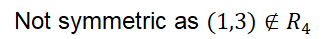 Not symmetric as (1,3) ∉ R₄